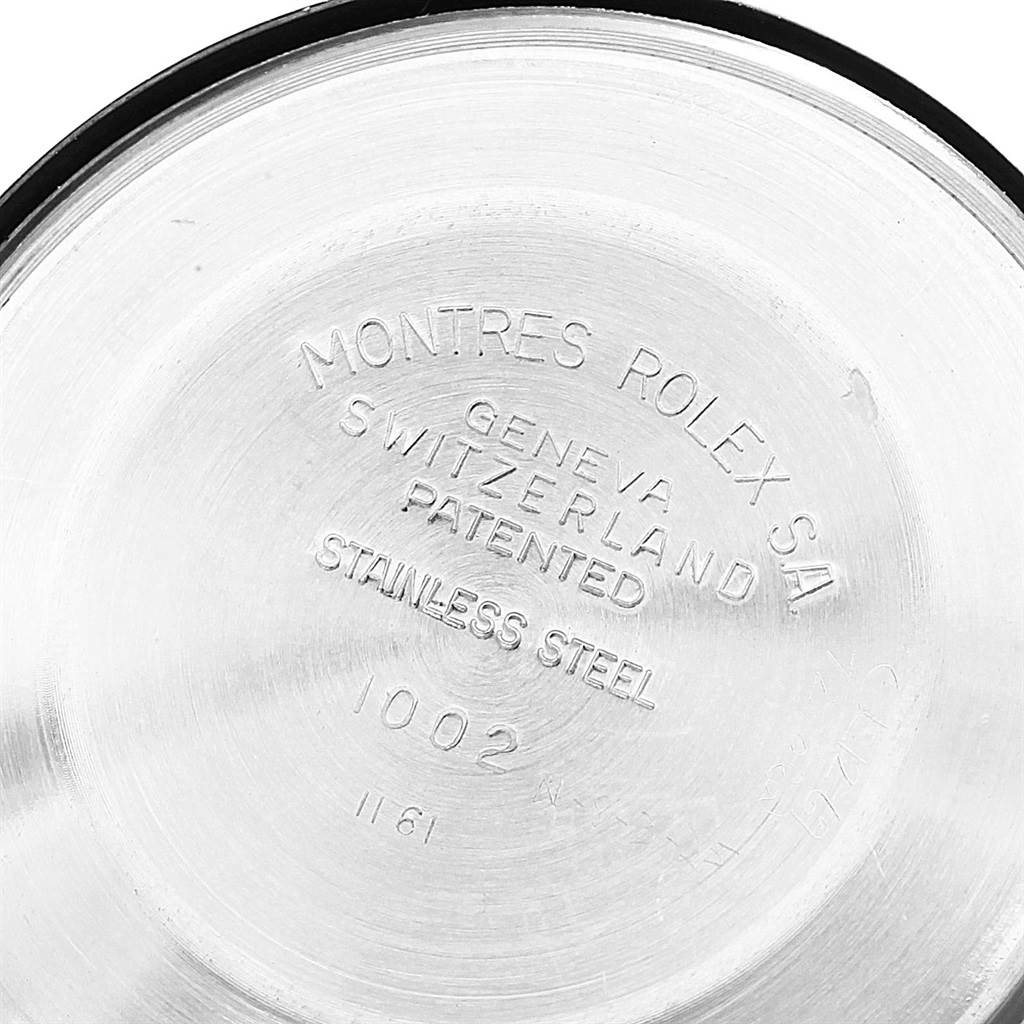 MONTRES ROLEX S.A.
GENEVA
SWITZERLAND
PATENTED
STAINLESS STEEL
1002
1161